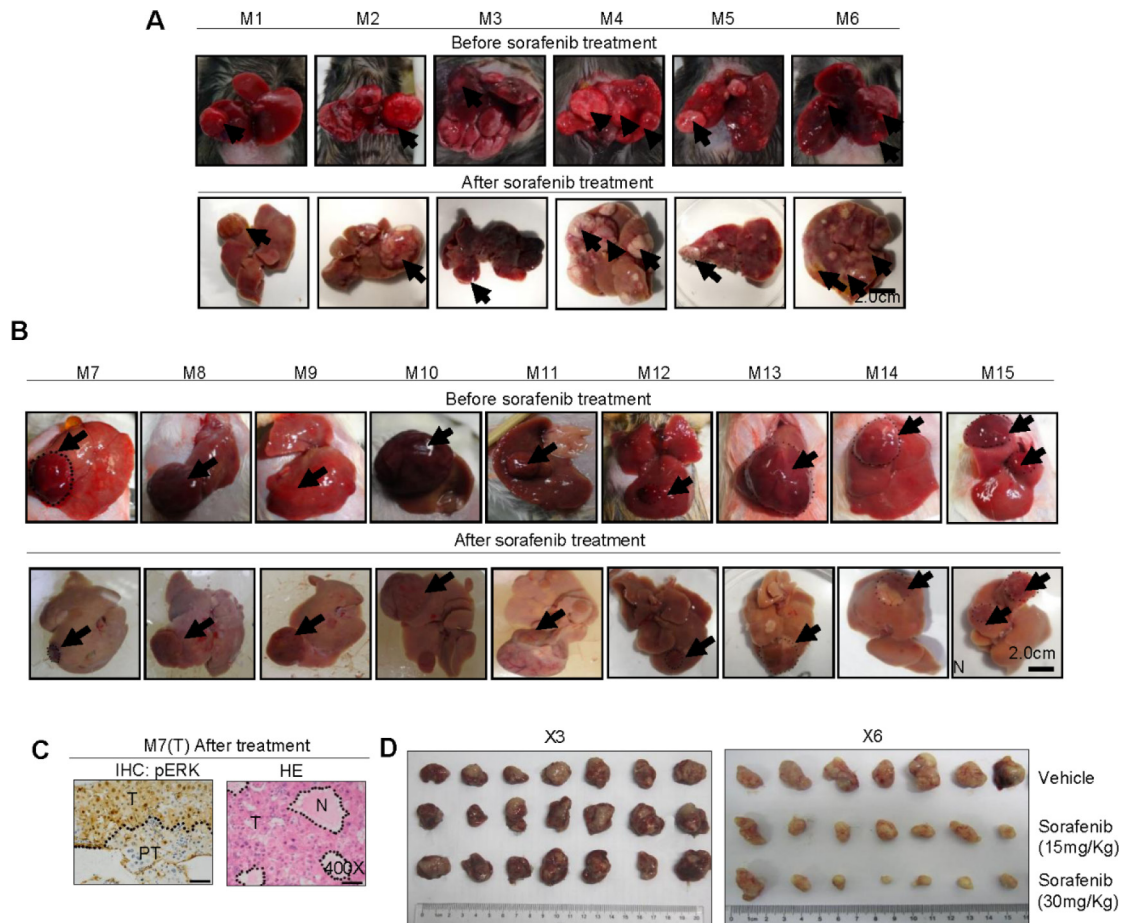 A
M1 M2 M3 M4 M5 M6
Before sorafenib treatment
After sorafenib treatment
2.0cm
B
M7 M8 M9 M10 M11 M12 M13 M14 M15
Before sorafenib treatment
After sorafenib treatment
2.0cm
N
C
M7(T) After treatment
IHC: pERK HE
T
PT
N
T
400X
D
X3 X6
Vehicle
Sorafenib
(15mg/Kg)
Sorafenib
(30mg/Kg)